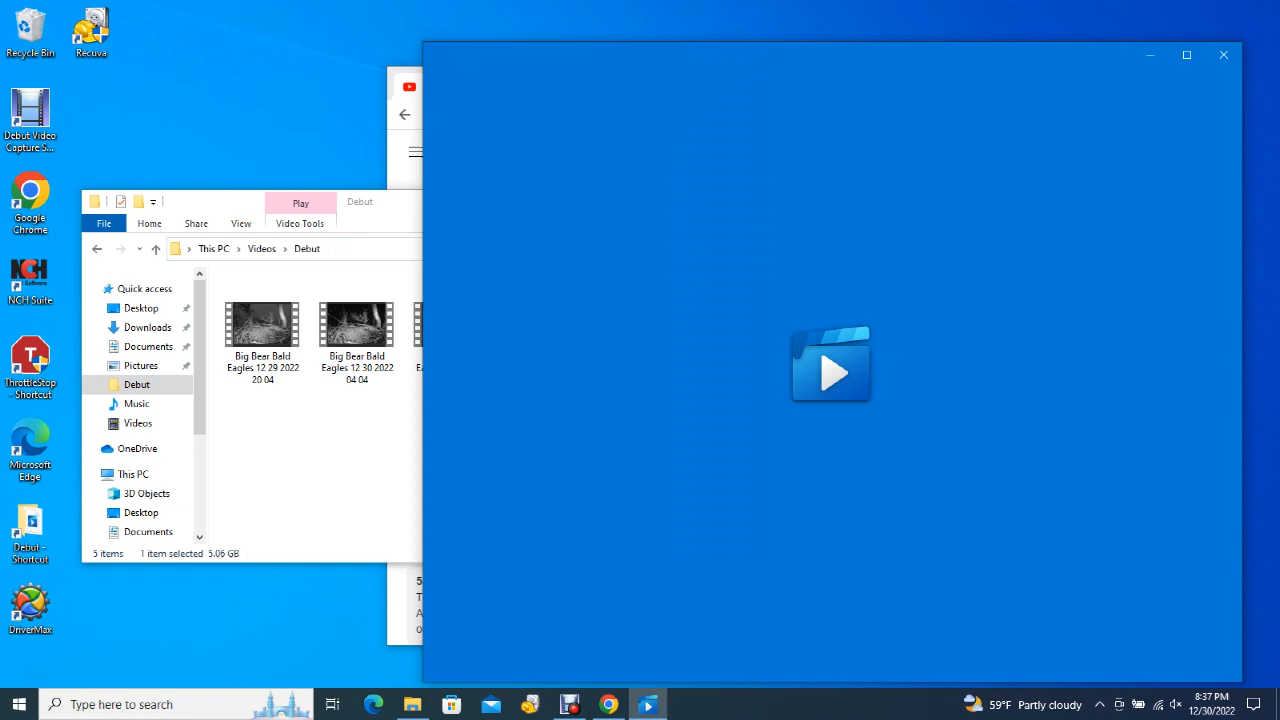 Recycle Bin
Recuva
Debut Video
Capture S...
Google
Chrome
NCH
Software
NCH Suite
T
ThrottleStop
- Shortcut
Microsoft
Edge
Debut -
Shortcut
DriverMax
Play
Debut
File
Home
Share
View
Video Tools
This PC
Videos
Debut
Quick access
Desktop
Downloads
Documents
Pictures
Debut
Music
Videos
OneDrive
This PC
3D Objects
Desktop
Documents
Big Bear Bald
Eagles 12 29 2022
20 04
Big Bear Bald
Eagles 12 30 2022
04 04
5 items
1 item selected 5.06 GB
Type here to search
59°F Partly cloudy
8:37 PM
12/30/2022